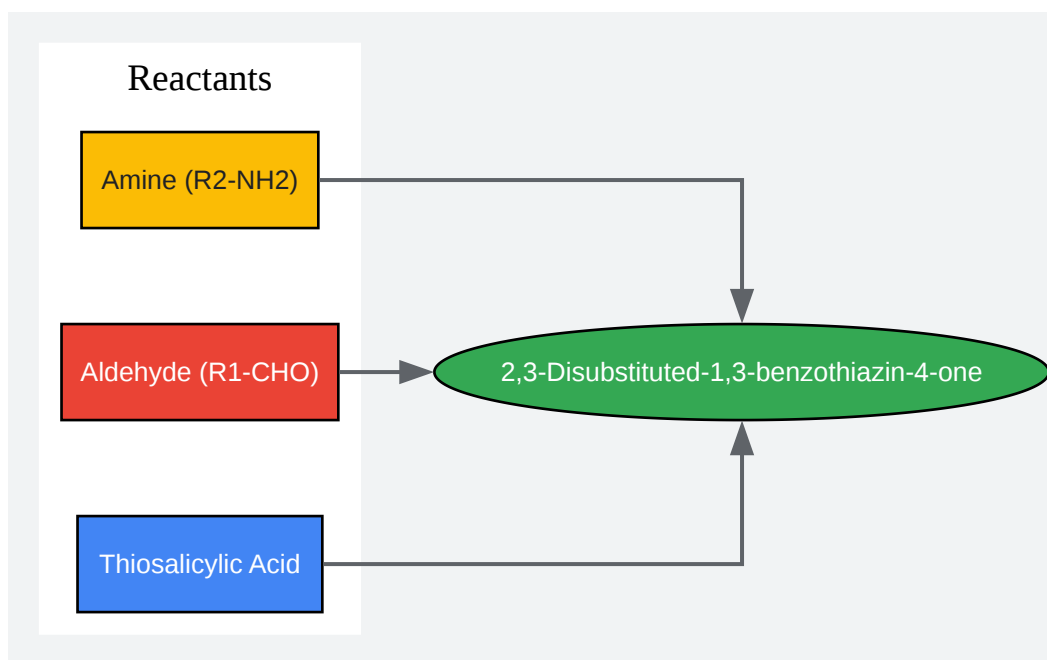 Reactants
Amine (R2-NH2)
Aldehyde (R1-CHO)
2,3-Disubstituted-1,3-benzothiazin-4-one
Thiosalicylic Acid